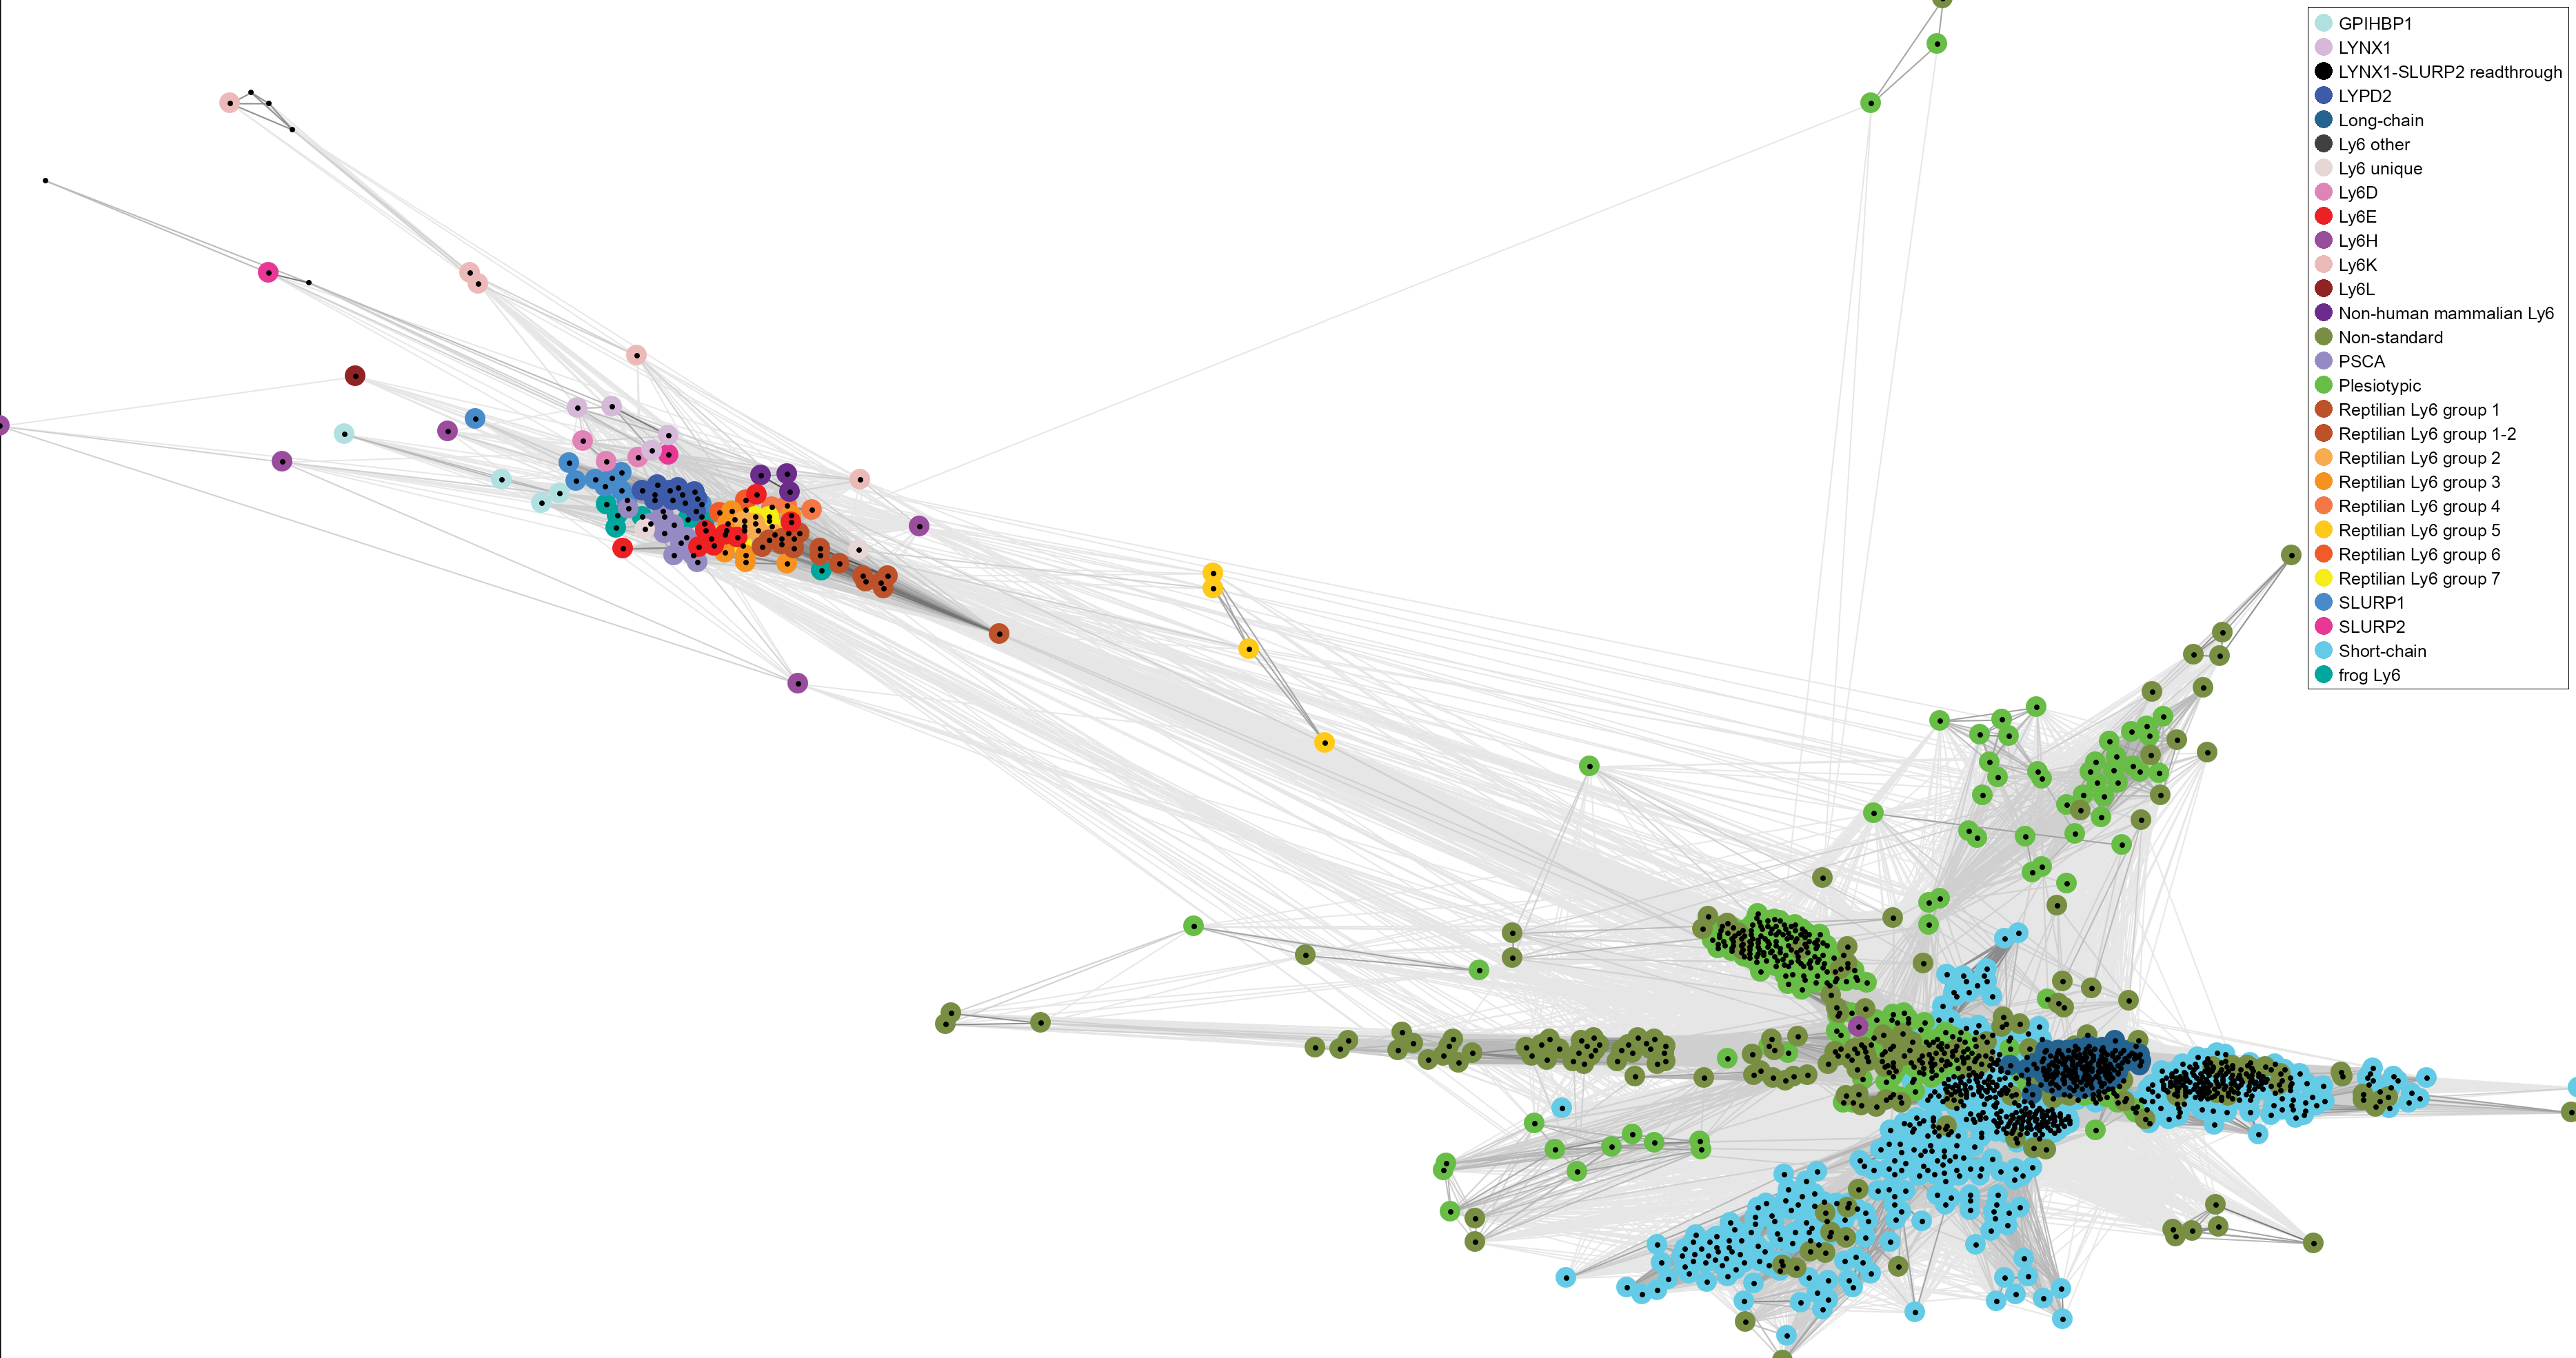 GPIHBP1
LYNX1
LYNX1-SLURP2 readthrough
LYPD2
Long-chain
Ly6 other
Ly6 unique
Ly6D
Ly6E
Ly6H
Ly6K
Ly6L
Non-human mammalian Ly6
Non-standard
PSCA
Plesiotypic
Reptilian Ly6 group 1
Reptilian Ly6 group 1-2
Reptilian Ly6 group 2
Reptilian Ly6 group 3
Reptilian Ly6 group 4
Reptilian Ly6 group 5
Reptilian Ly6 group 6
Reptilian Ly6 group 7
SLURP1
SLURP2
Short-chain
frog Ly6